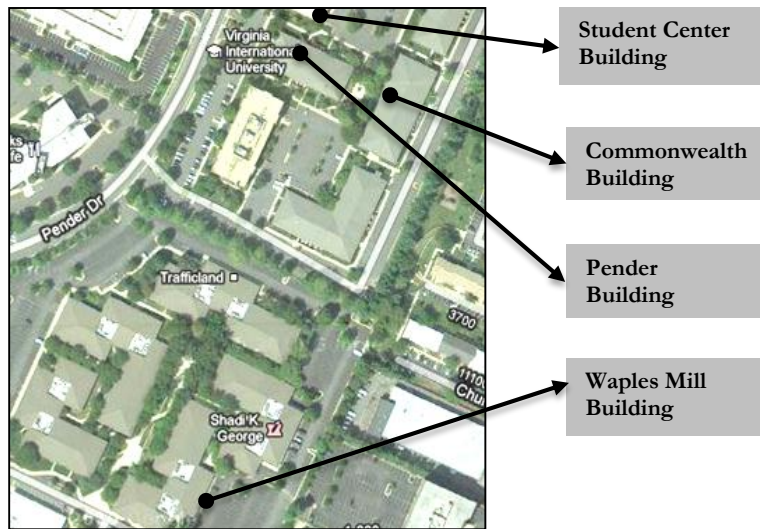 Virginia
International
University
Student Center
Building
Commonwealth
Building
Pender Dr
Trafficland
Pender
Building
3700
Shadi K.
George
Waples Mill
Building